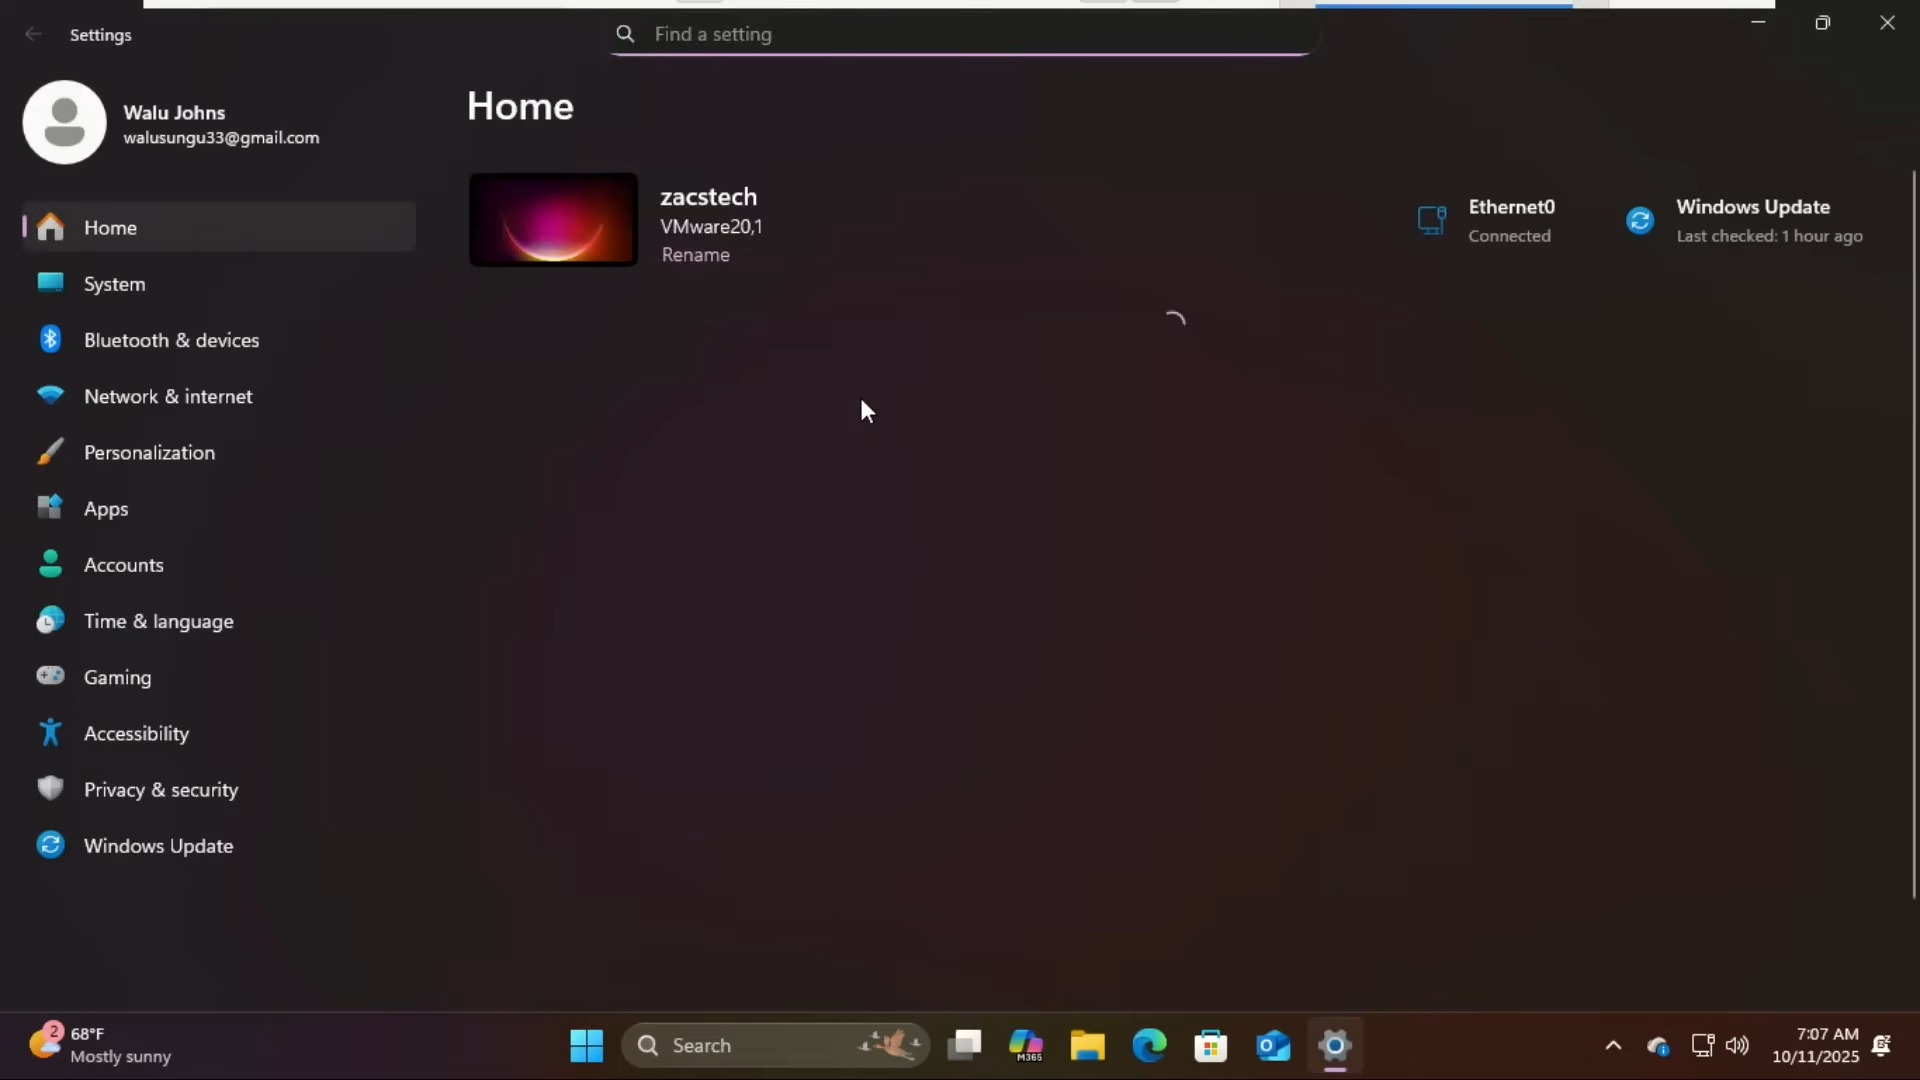 Settings
Find a setting
Walu Johns
walusungu33@gmail.com
Home
zacstech
VMware20,1
Rename
Ethernet0
Connected
Windows Update
Last checked: 1 hour ago
Home
System
Bluetooth & devices
Network & internet
Personalization
Apps
Accounts
Time & language
Gaming
Accessibility
Privacy & security
Windows Update
2
68°F
Mostly sunny
Search
M365
7:07 AM
10/11/2025